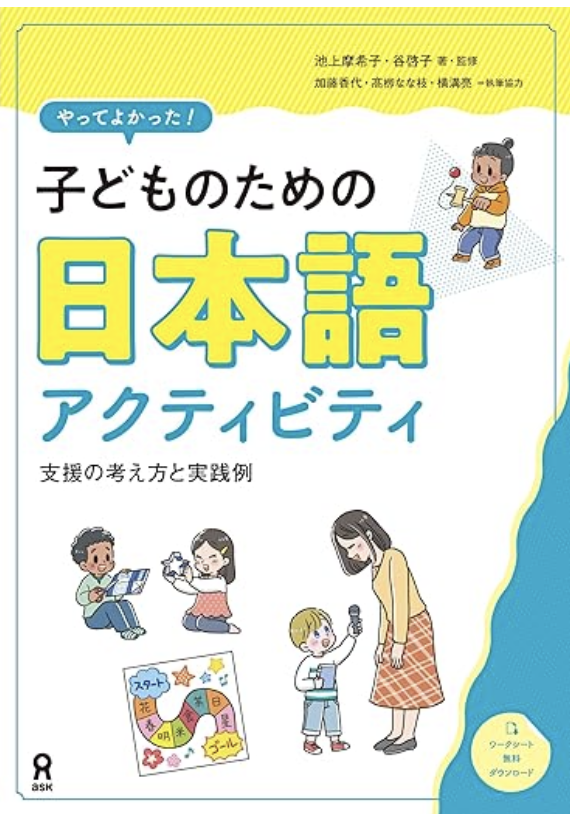 池上摩希子・谷啓子 著・監修
加藤香代・髙栁なな枝・横溝亮 =執筆協力
やってよかった!
子どものための
日本語
アクティビティ
支援の考え方と実践例
スタート
花
春
明
米
茶
日
星
ゴール
ask
ワークシート
無料
ダウンロード